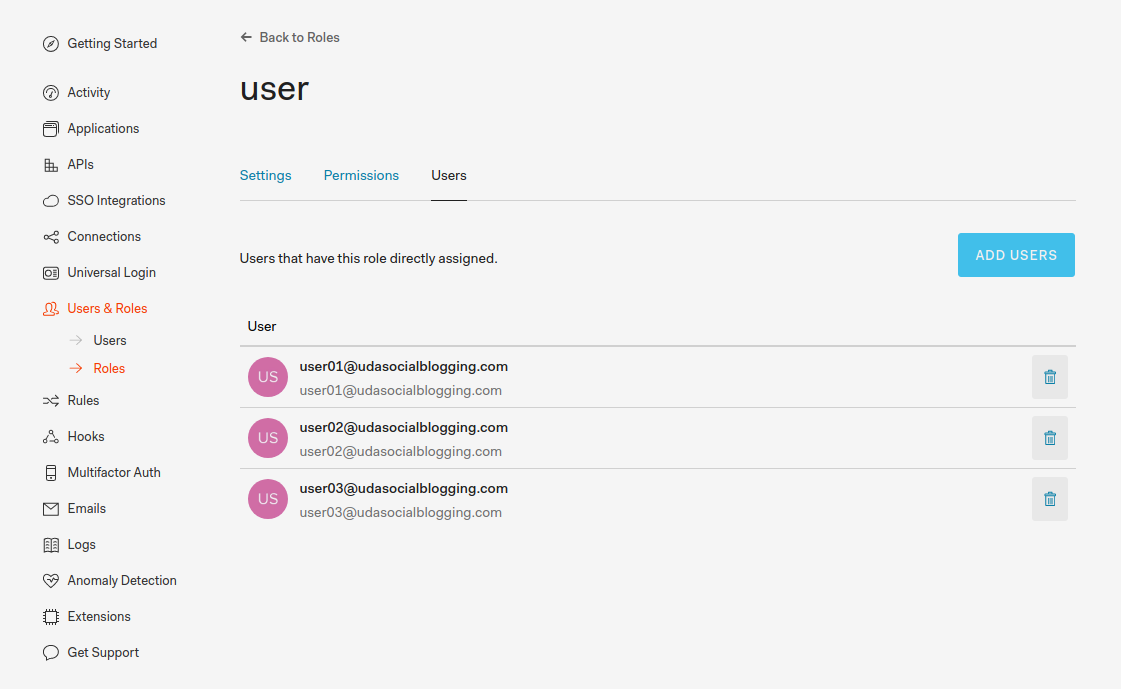 Getting Started
Activity
Applications
APIs
SSO Integrations
Connections
Universal Login
Users & Roles
Users
Roles
Rules
Hooks
Multifactor Auth
Emails
Logs
Anomaly Detection
Extensions
Get Support
Back to Roles
user
Settings Permissions Users
Users that have this role directly assigned.
ADD USERS
User
US
user01@udasocialblogging.com
user01@udasocialblogging.com
US
user02@udasocialblogging.com
user02@udasocialblogging.com
US
user03@udasocialblogging.com
user03@udasocialblogging.com